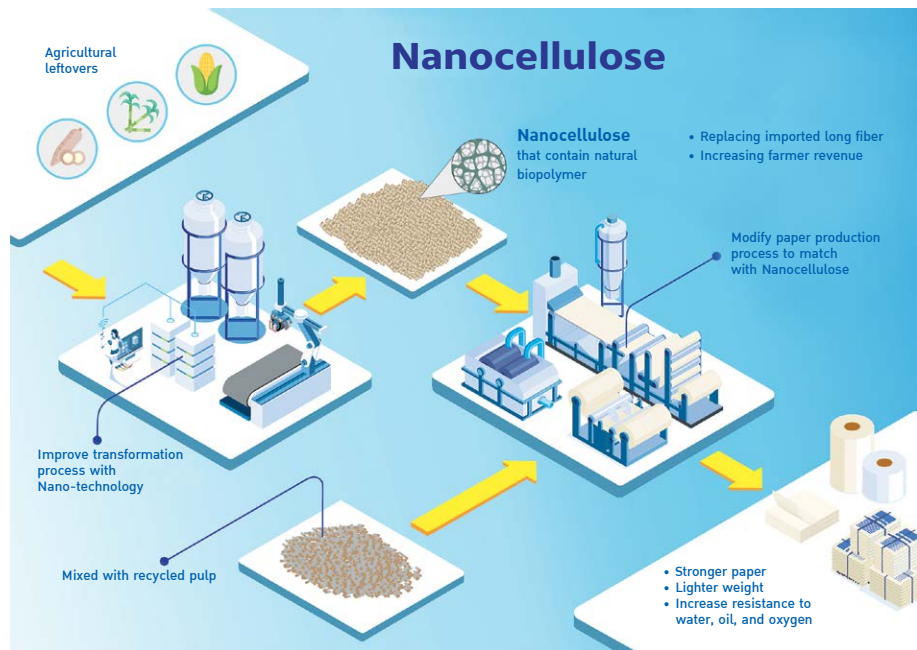 Nanocellulose
Agricultural
leftovers
Nanocellulose
that contain natural
biopolymer
• Replacing imported long fiber
• Increasing farmer revenue
Modify paper production
process to match
with Nanocellulose
Improve transformation
process with
Nano-technology
Mixed with recycled pulp
• Stronger paper
• Lighter weight
• Increase resistance to
water, oil, and oxygen